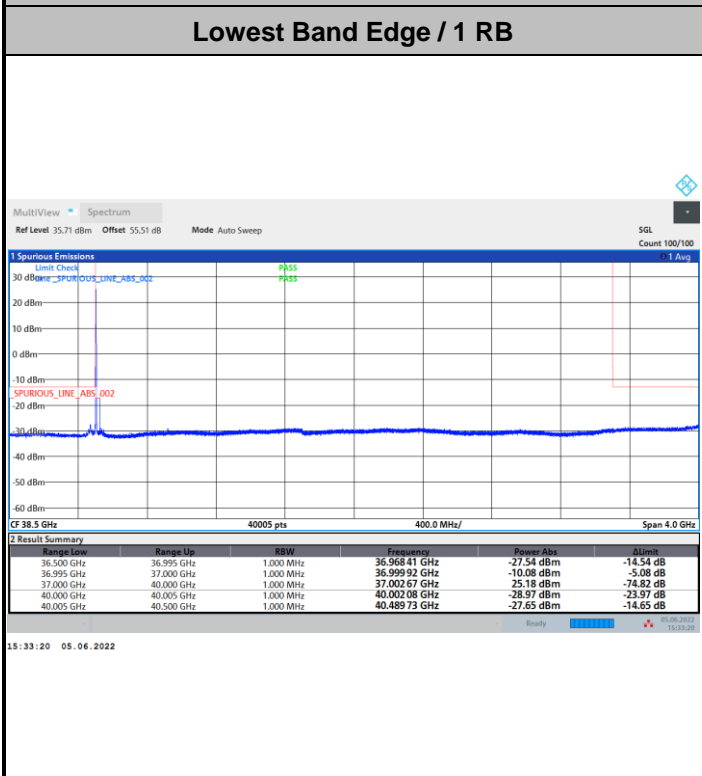 Lowest Band Edge / 1 RB
MultiView Spectrum
Ref Level 35.71 dBm Offset 55.51 dB Mode Auto Sweep SGL
Count 100/100
1 Spurious Emissions 1 Avg
Limit Check PASS
Line _SPURIOUS_LINE_ABS_002 PASS
30 dBm
20 dBm
10 dBm
0 dBm
-10 dBm
_SPURIOUS_LINE_ABS_002
-20 dBm
-30 dBm
-40 dBm
-50 dBm
-60 dBm
CF 38.5 GHz 40005 pts 400.0 MHz/ Span 4.0 GHz
2 Result Summary
Range Low Range Up RBW Frequency Power Abs ΔLimit
36.500 GHz 36.995 GHz 1.000 MHz 36.968 41 GHz -27.54 dBm -14.54 dB
36.995 GHz 37.000 GHz 1.000 MHz 36.999 92 GHz -10.08 dBm -5.08 dB
37.000 GHz 40.000 GHz 1.000 MHz 37.002 67 GHz 25.18 dBm -74.82 dB
40.000 GHz 40.005 GHz 1.000 MHz 40.002 08 GHz -28.97 dBm -23.97 dB
40.005 GHz 40.500 GHz 1.000 MHz 40.489 73 GHz -27.65 dBm -14.65 dB
Ready 05.06.2022
15:33:20
15:33:20 05.06.2022